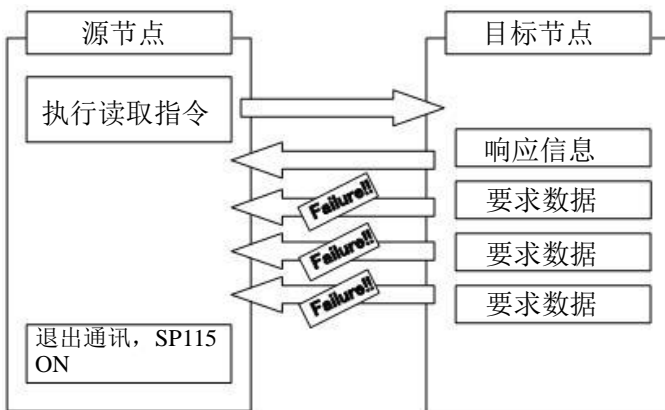 源节点
目标节点
执行读取指令
响应信息
Failure!!
要求数据
Failure!!
要求数据
Failure!!
要求数据
退出通讯，SP115
ON